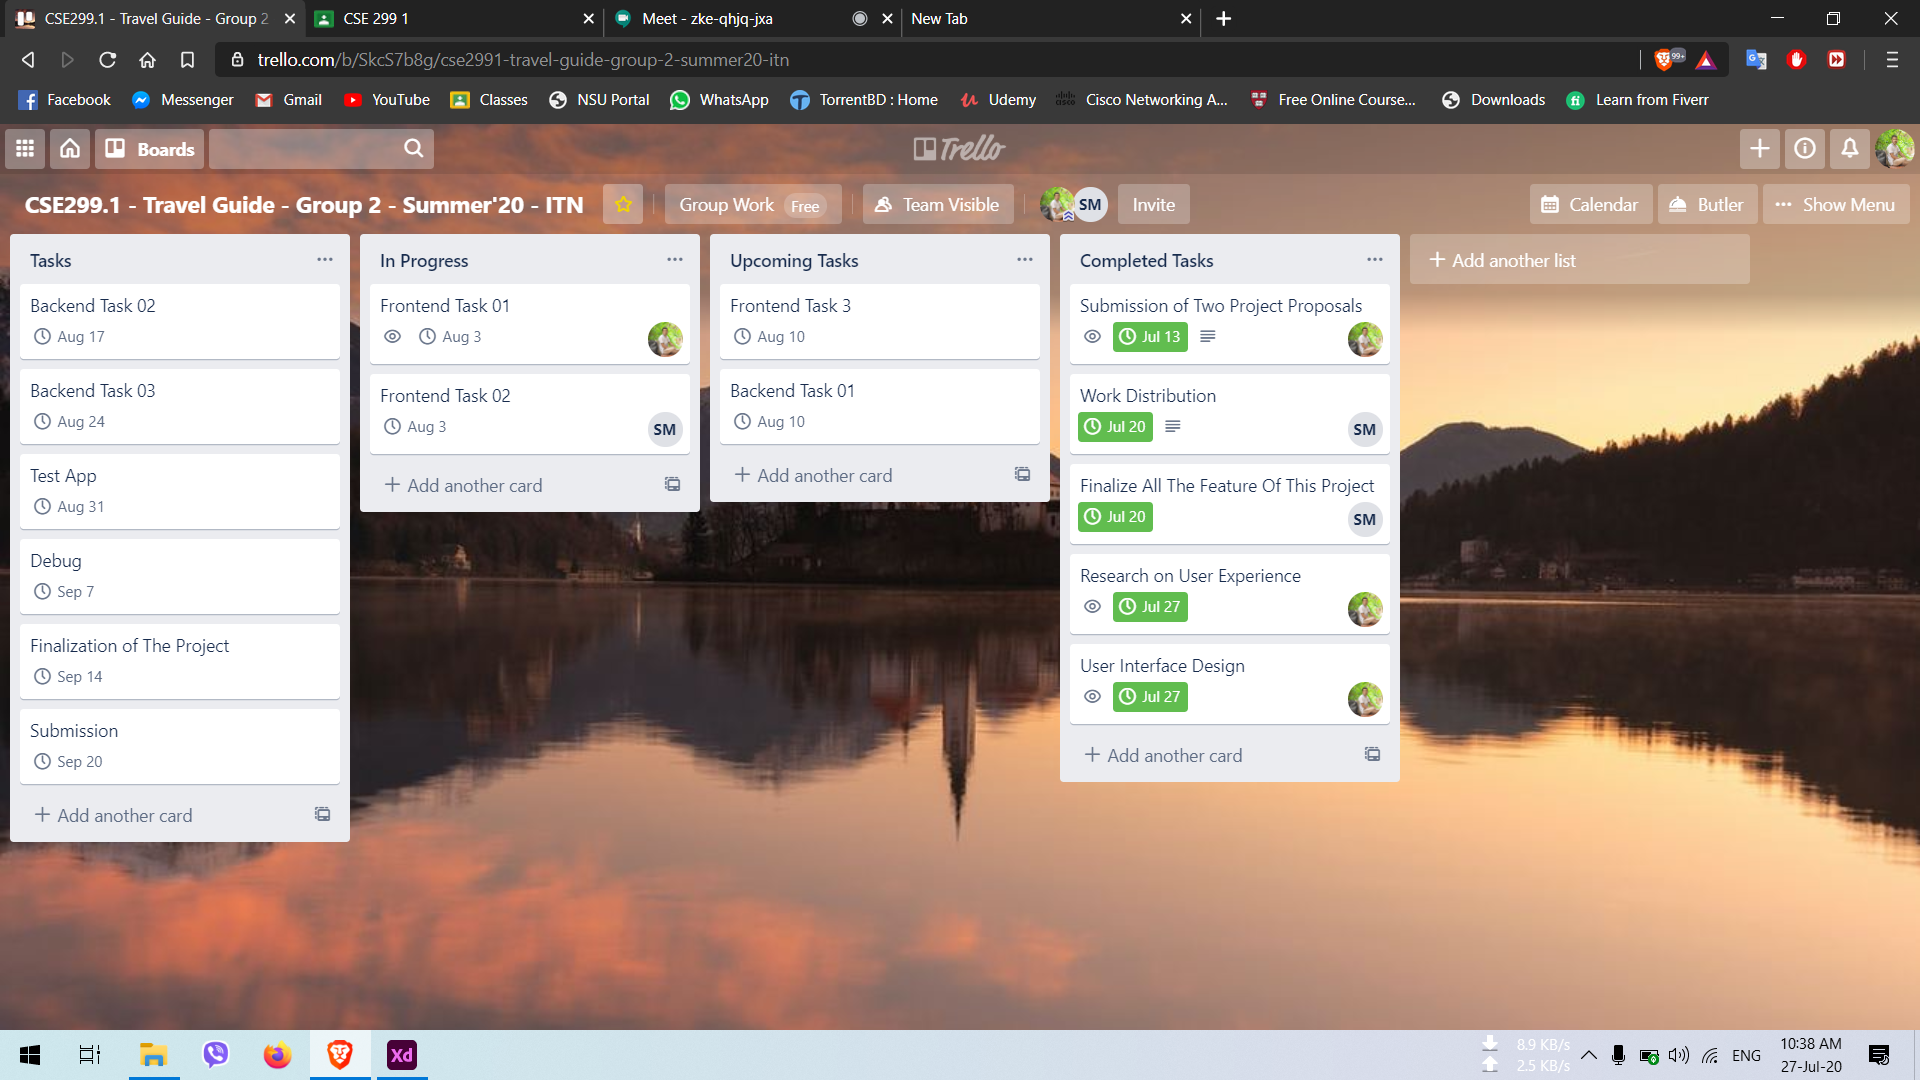 CSE299.1 - Travel Guide - Group 2
CSE 299 1
Meet - zke-qhjq-jxa
New Tab
trello.com/b/SkcS7b8g/cse2991-travel-guide-group-2-summer20-itn
99+
Facebook
Messenger
Gmail
YouTube
Classes
NSU Portal
WhatsApp
TorrentBD : Home
Udemy
Cisco Networking A...
Free Online Course...
Downloads
Learn from Fiverr
Boards
Trello
CSE299.1 - Travel Guide - Group 2 - Summer'20 - ITN
Group Work Free
Team Visible
SM
Invite
Calendar
Butler
Show Menu
Tasks
Backend Task 02
Aug 17
Backend Task 03
Aug 24
Test App
Aug 31
Debug
Sep 7
Finalization of The Project
Sep 14
Submission
Sep 20
Add another card
In Progress
Frontend Task 01
Aug 3
Frontend Task 02
Aug 3
SM
Add another card
Upcoming Tasks
Frontend Task 3
Aug 10
Backend Task 01
Aug 10
Add another card
Completed Tasks
Submission of Two Project Proposals
Jul 13
Work Distribution
Jul 20
SM
Finalize All The Feature Of This Project
Jul 20
SM
Research on User Experience
Jul 27
User Interface Design
Jul 27
Add another card
Add another list
Xd
8.9 KB/s
2.5 KB/s
ENG
10:38 AM
27-Jul-20